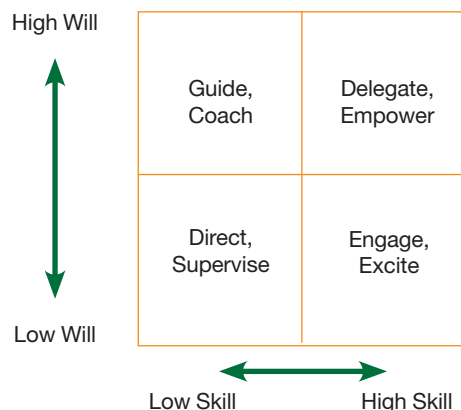 High Will
Guide,
Coach
Delegate,
Empower
Direct,
Supervise
Engage,
Excite
Low Will
Low Skill
High Skill